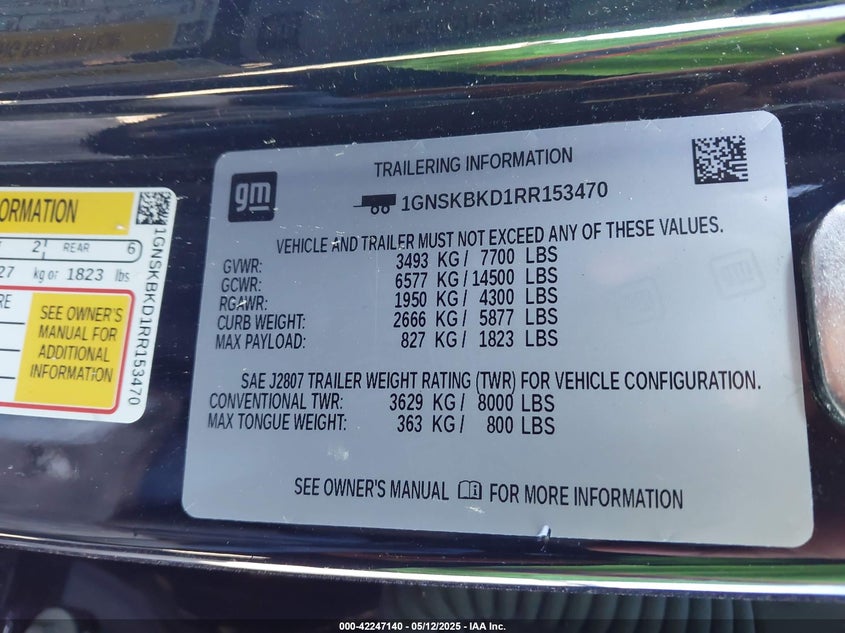 ORMATION
2 REAR 6
27 kg or 1823 lbs
RE
SEE OWNER'S
MANUAL FOR
ADDITIONAL
INFORMATION
1GNSKBKD1RR153470
gm
TRAILERING INFORMATION
1GNSKBKD1RR153470
VEHICLE AND TRAILER MUST NOT EXCEED ANY OF THESE VALUES.
GVWR: 3493 KG / 7700 LBS
GCWR: 6577 KG / 14500 LBS
RGAWR: 1950 KG / 4300 LBS
CURB WEIGHT: 2666 KG / 5877 LBS
MAX PAYLOAD: 827 KG / 1823 LBS
SAE J2807 TRAILER WEIGHT RATING (TWR) FOR VEHICLE CONFIGURATION.
CONVENTIONAL TWR: 3629 KG / 8000 LBS
MAX TONGUE WEIGHT: 363 KG / 800 LBS
SEE OWNER'S MANUAL FOR MORE INFORMATION
000-42247140 - 05/12/2025 - IAA Inc.